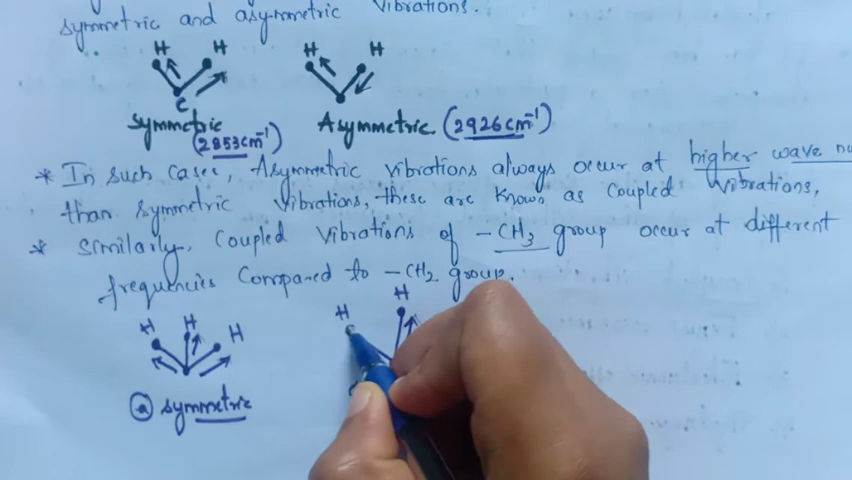 symmetric and asymmetric vibrations.
H H H H
C
symmetric Asymmetric. (2926cm⁻¹)
(2853cm⁻¹)
* In such cases, Asymmetric vibrations always occur at higher wave nu
than symmetric vibrations, these are known as Coupled vibrations,
* Similarly, Coupled vibrations of -CH₃ group occur at different
frequencies Compared to -CH₂ group.
H H H H H
ⓐ symmetric